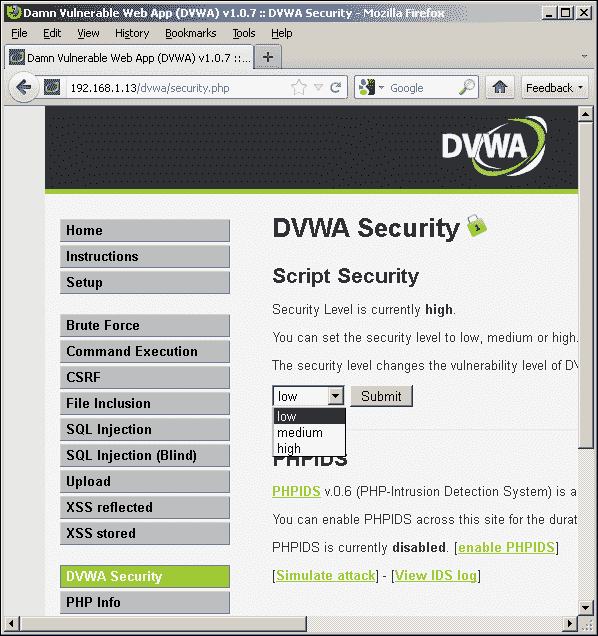 Damn Vulnerable Web App (DVWA) v1.0.7 :: DVWA Security - Mozilla Firefox
File Edit View History Bookmarks Tools Help
Damn Vulnerable Web App (DVWA) v1.0.7 ::...
192.168.1.13/dvwa/security.php
Google
Feedback
DVWA
Home
Instructions
Setup
Brute Force
Command Execution
CSRF
File Inclusion
SQL Injection
SQL Injection (Blind)
Upload
XSS reflected
XSS stored
DVWA Security
PHP Info
DVWA Security
1
Script Security
Security Level is currently high.
You can set the security level to low, medium or high.
The security level changes the vulnerability level of DV
low Submit
low
medium
high
PHPIDS
PHPIDS v.0.6 (PHP-Intrusion Detection System) is a
You can enable PHPIDS across this site for the durat
PHPIDS is currently disabled. [enable PHPIDS]
[Simulate attack] - [View IDS log]